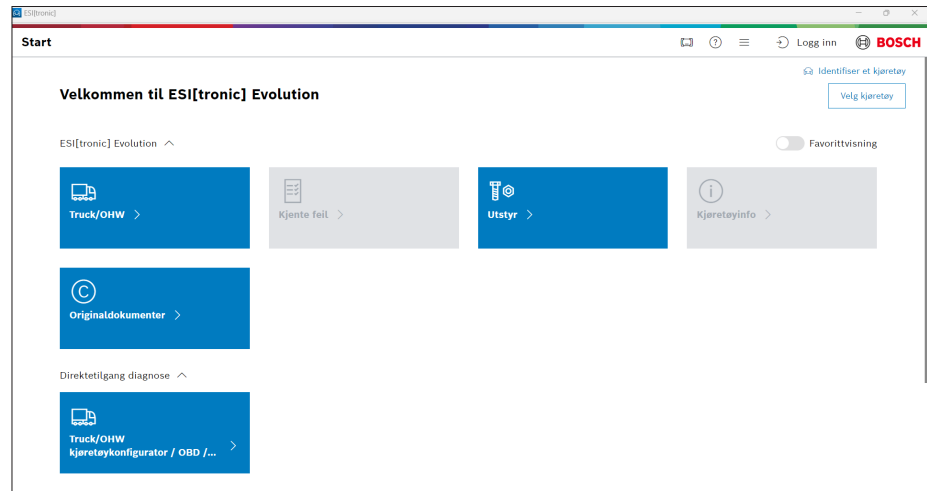 ESI[tronic]
Start
Logg inn
BOSCH
Identifiser et kjøretøy
Velkommen til ESI[tronic] Evolution
Velg kjøretøy
ESI[tronic] Evolution
Favorittvisning
Truck/OHW
Kjente feil
Utstyr
Kjøretøyinfo
Originaldokumenter
Direktetilgang diagnose
Truck/OHW
kjøretøykonfigurator / OBD /...